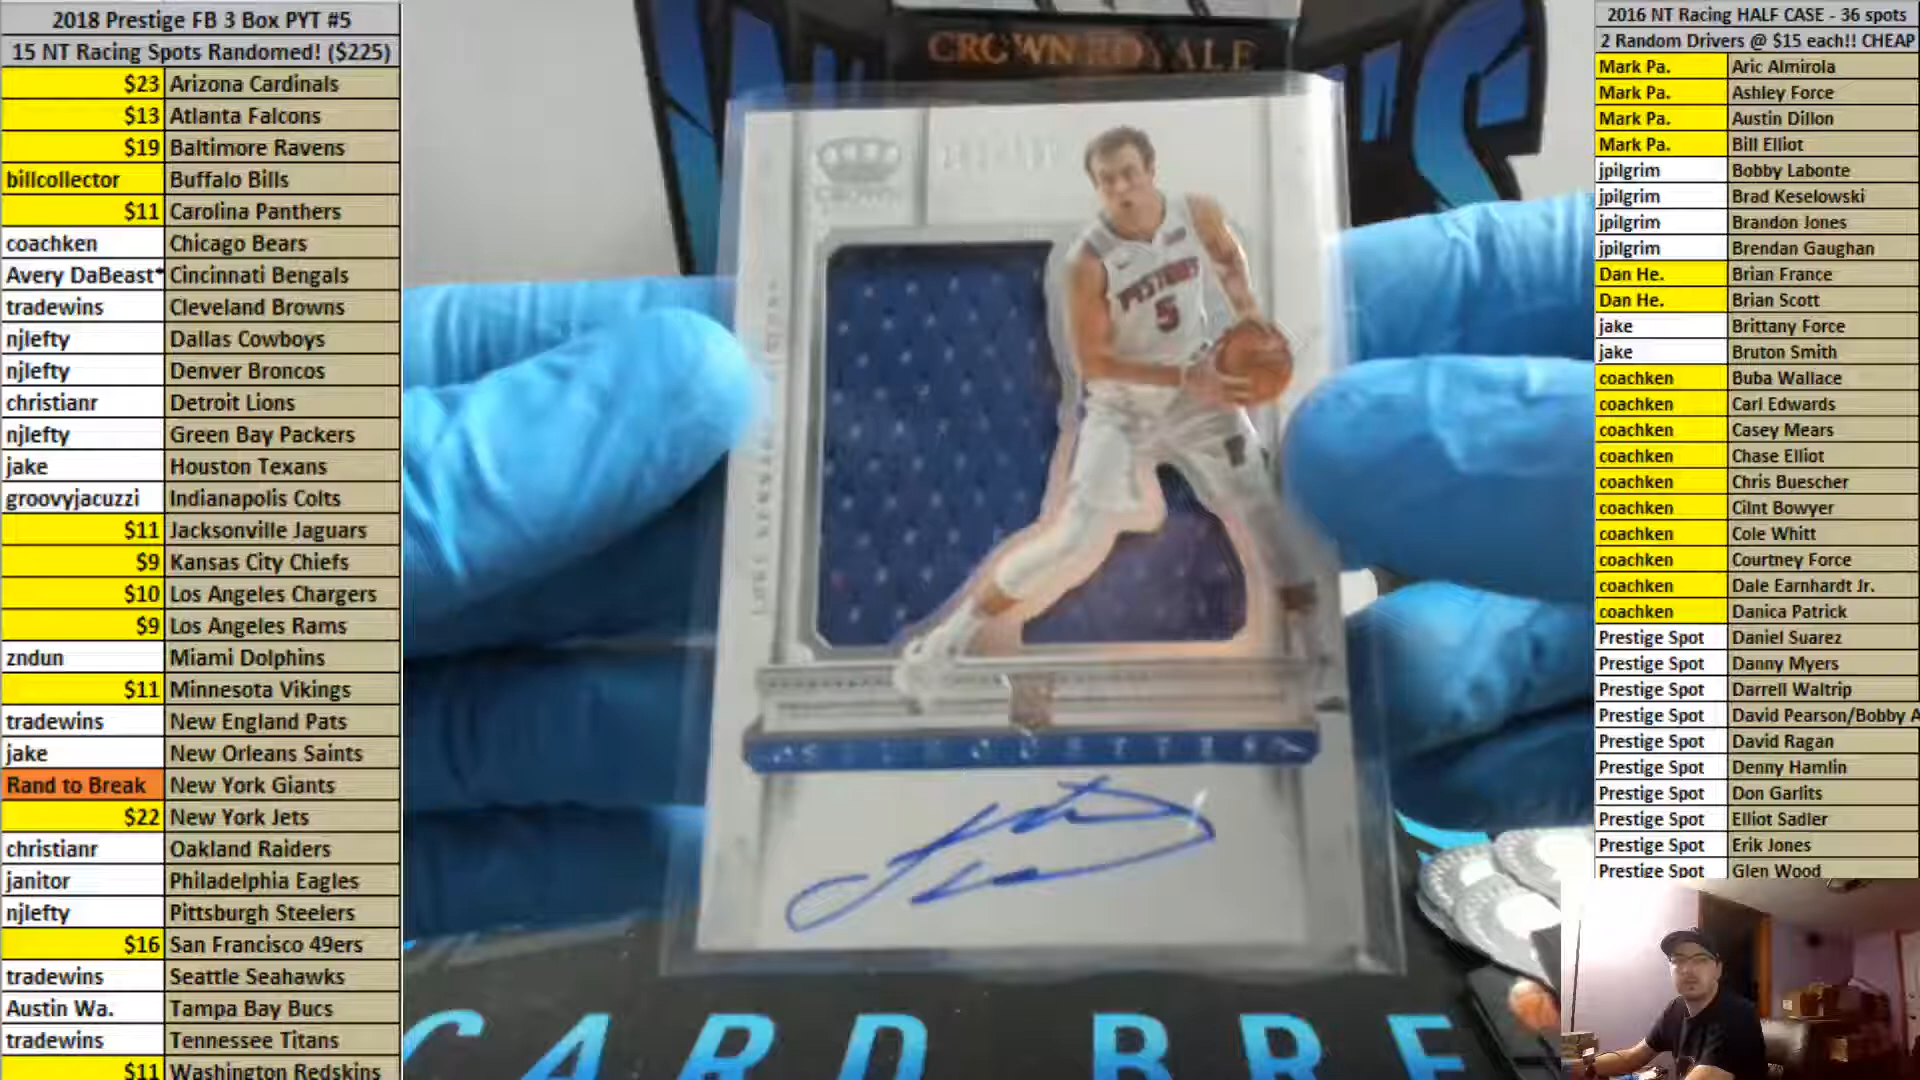 2018 Prestige FB 3 Box PYT #5
15 NT Racing Spots Randomed! ($225)
$23 Arizona Cardinals
$13 Atlanta Falcons
$19 Baltimore Ravens
billcollector Buffalo Bills
$11 Carolina Panthers
coachken Chicago Bears
Avery DaBeast* Cincinnati Bengals
tradewins Cleveland Browns
njlefty Dallas Cowboys
njlefty Denver Broncos
christianr Detroit Lions
njlefty Green Bay Packers
jake Houston Texans
groovyjacuzzi Indianapolis Colts
$11 Jacksonville Jaguars
$9 Kansas City Chiefs
$10 Los Angeles Chargers
$9 Los Angeles Rams
zndun Miami Dolphins
$11 Minnesota Vikings
tradewins New England Pats
jake New Orleans Saints
Rand to Break New York Giants
$22 New York Jets
christianr Oakland Raiders
janitor Philadelphia Eagles
njlefty Pittsburgh Steelers
$16 San Francisco 49ers
tradewins Seattle Seahawks
Austin Wa. Tampa Bay Bucs
tradewins Tennessee Titans
$11 Washington Redskins
CROWN ROYALE
CROWN
PISTONS
5
SILHOUETTES
CARD BRE
2016 NT Racing HALF CASE - 36 spots
2 Random Drivers @ $15 each!! CHEAP
Mark Pa. Aric Almirola
Mark Pa. Ashley Force
Mark Pa. Austin Dillon
Mark Pa. Bill Elliot
jpilgrim Bobby Labonte
jpilgrim Brad Keselowski
jpilgrim Brandon Jones
jpilgrim Brendan Gaughan
Dan He. Brian France
Dan He. Brian Scott
jake Brittany Force
jake Bruton Smith
coachken Buba Wallace
coachken Carl Edwards
coachken Casey Mears
coachken Chase Elliot
coachken Chris Buescher
coachken Cilnt Bowyer
coachken Cole Whitt
coachken Courtney Force
coachken Dale Earnhardt Jr.
coachken Danica Patrick
Prestige Spot Daniel Suarez
Prestige Spot Danny Myers
Prestige Spot Darrell Waltrip
Prestige Spot David Pearson/Bobby A
Prestige Spot David Ragan
Prestige Spot Denny Hamlin
Prestige Spot Don Garlits
Prestige Spot Elliot Sadler
Prestige Spot Erik Jones
Prestige Spot Glen Wood